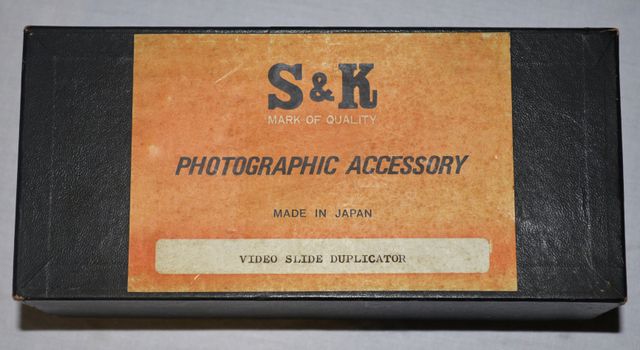 S&K
MARK OF QUALITY
PHOTOGRAPHIC ACCESSORY
MADE IN JAPAN
VIDEO SLIDE DUPLICATOR